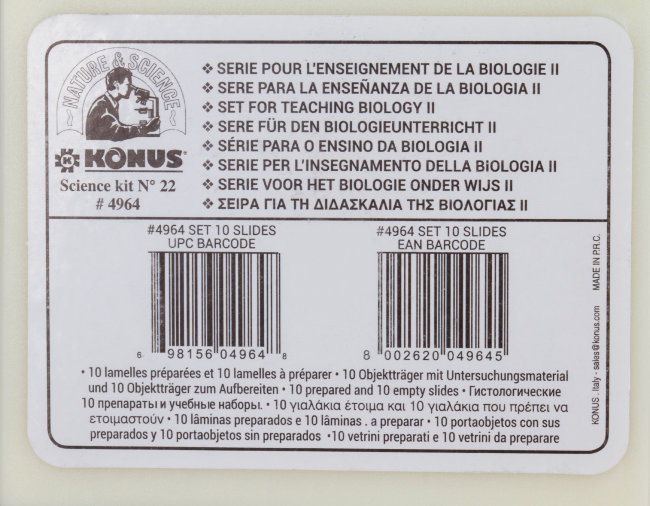 NATURE & SCIENCE
KONUS®
Science kit N° 22
# 4964
❖ SERIE POUR L'ENSEIGNEMENT DE LA BIOLOGIE II
❖ SERE PARA LA ENSEÑANZA DE LA BIOLOGIA II
❖ SET FOR TEACHING BIOLOGY II
❖ SERE FÜR DEN BIOLOGIEUNTERRICHT II
❖ SÉRIE PARA O ENSINO DA BIOLOGIA II
❖ SERIE PER L'INSEGNAMENTO DELLA BiOLOGIA II
❖ SERIE VOOR HET BIOLOGIE ONDER WIJS II
❖ ΣΕΙΡΑ ΓΙΑ ΤΗ ΔΙΔΑΣΚΑΛΙΑ ΤΗΣ ΒΙΟΛΟΓΙΑΣ II
#4964 SET 10 SLIDES
UPC BARCODE
6 98156 04964 8
#4964 SET 10 SLIDES
EAN BARCODE
8 002620 049645
• 10 lamelles préparées et 10 lamelles à préparer • 10 Objektträger mit Untersuchungsmaterial
und 10 Objektträger zum Aufbereiten • 10 prepared and 10 empty slides • Гистологические
10 препараты и учебные наборы. • 10 γιαλάκια έτοιμα και 10 γιαλάκια που πρέπει να
ετοιμαστούν • 10 lâminas preparados e 10 lâmins . a preparar • 10 portaobjetos con sus
preparados y 10 portaobjetos sin preparados • 10 vetrini preparati e 10 vetrini da preparare
KONUS . Italy - sales@konus.com MADE IN P.R.C.